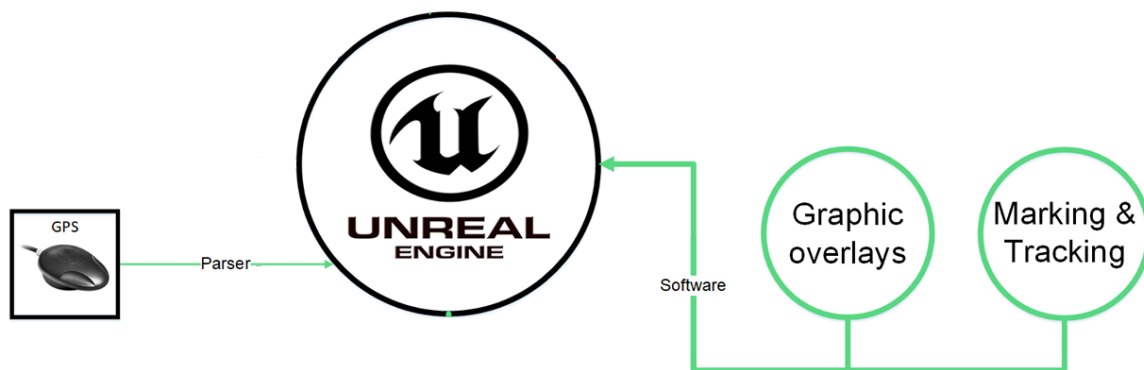 UNREAL
ENGINE
GPS
Parser
Software
Graphic
overlays
Marking &
Tracking